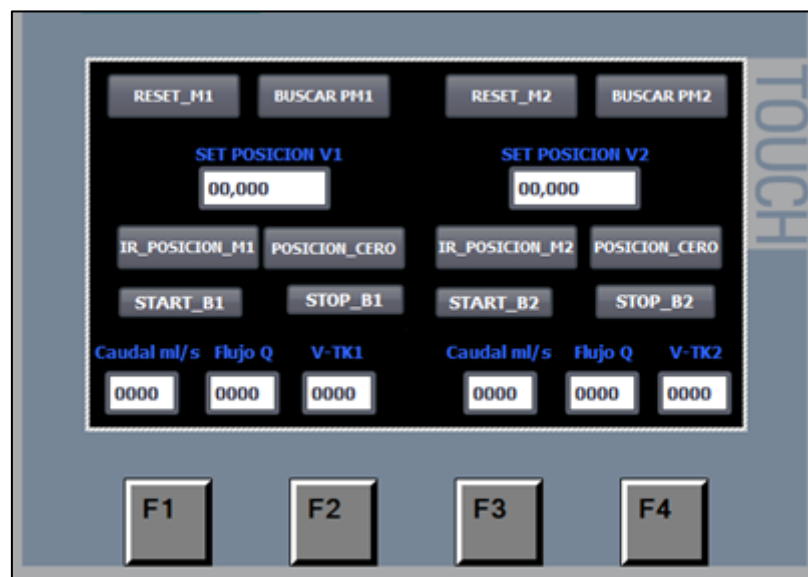 RESET_M1 BUSCAR PM1 RESET_M2 BUSCAR PM2
SET POSICION V1 SET POSICION V2
00,000 00,000
IR_POSICION_M1 POSICION_CERO IR_POSICION_M2 POSICION_CERO
START_B1 STOP_B1 START_B2 STOP_B2
Caudal ml/s Flujo Q V-TK1 Caudal ml/s Flujo Q V-TK2
0000 0000 0000 0000 0000 0000
TOUCH
F1 F2 F3 F4